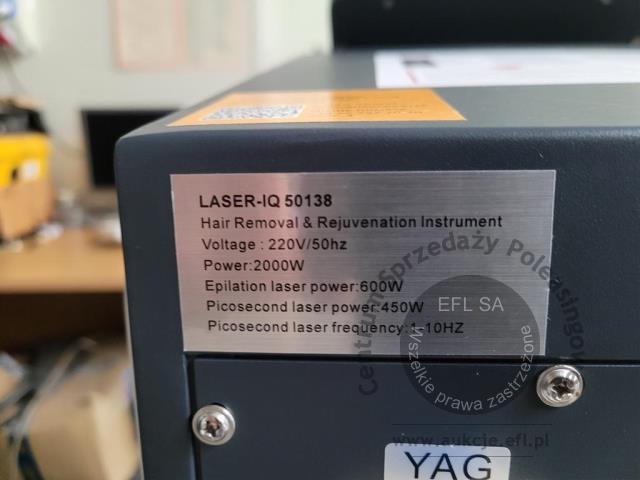 LASER-IQ 50138
Hair Removal & Rejuvenation Instrument
Voltage : 220V/50hz
Power:2000W
Epilation laser power:600W
Picosecond laser power:450W
Picosecond laser frequency:1-10HZ
Centrum Sprzedaży Poleasingowego
EFL SA
Wszelkie prawa zastrzeżone
www.aukcje.efl.pl
YAG